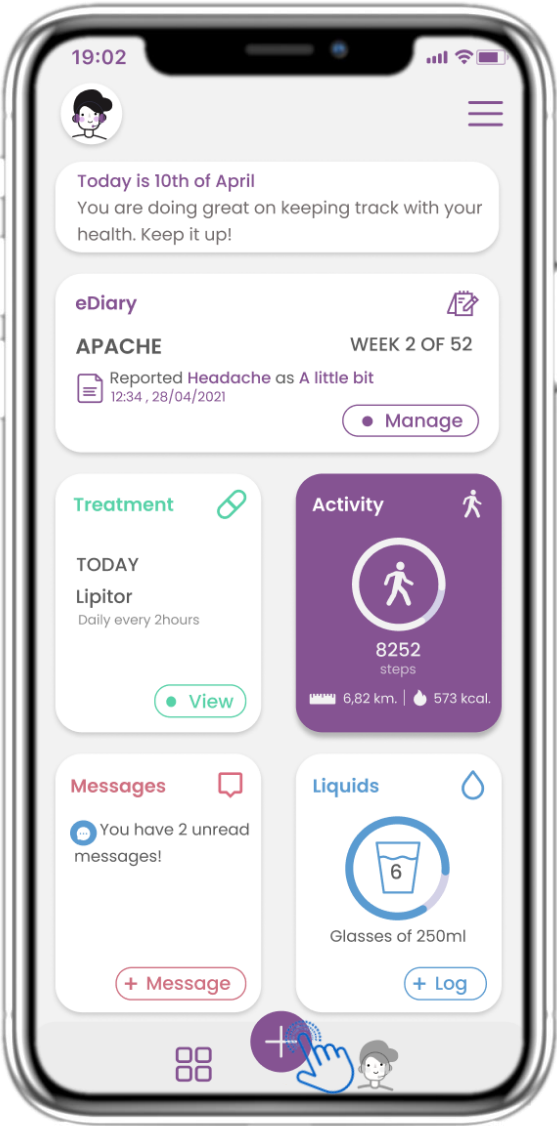 19:02
Today is 10th of April
You are doing great on keeping track with your
health. Keep it up!
eDiary
APACHE
WEEK 2 OF 52
Reported Headache as A little bit
12:34 , 28/04/2021
Manage
Treatment
TODAY
Lipitor
Daily every 2hours
View
Activity
8252
steps
6,82 km. | 573 kcal.
Messages
You have 2 unread
messages!
+ Message
Liquids
6
Glasses of 250ml
+ Log